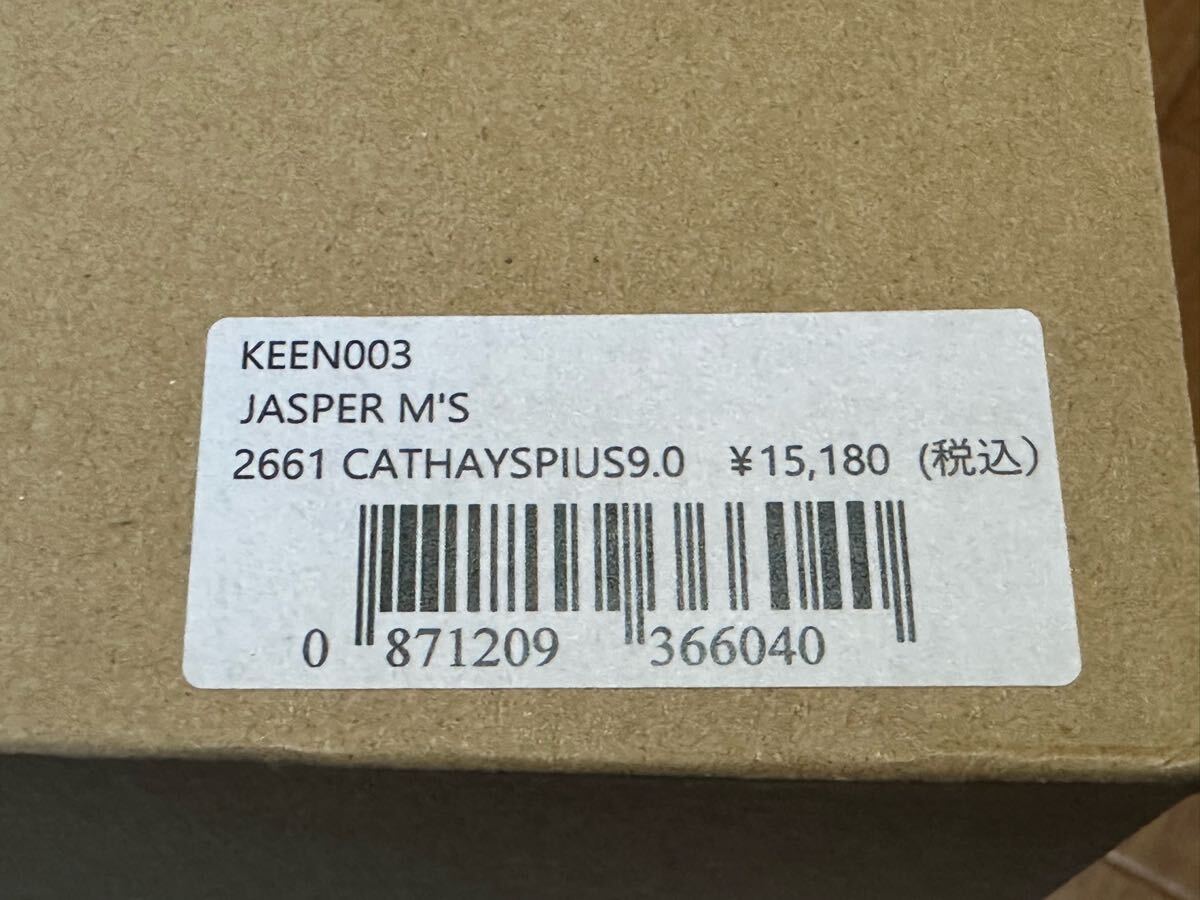 KEEN003
JASPER M'S
2661 CATHAYSPIUS9.0 ¥15,180 (税込)
0 871209 366040